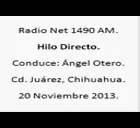 Radio Net 1490 AM.
Hilo Directo.
Conduce: Ángel Otero.
Cd. Juárez, Chihuahua.
20 Noviembre 2013.